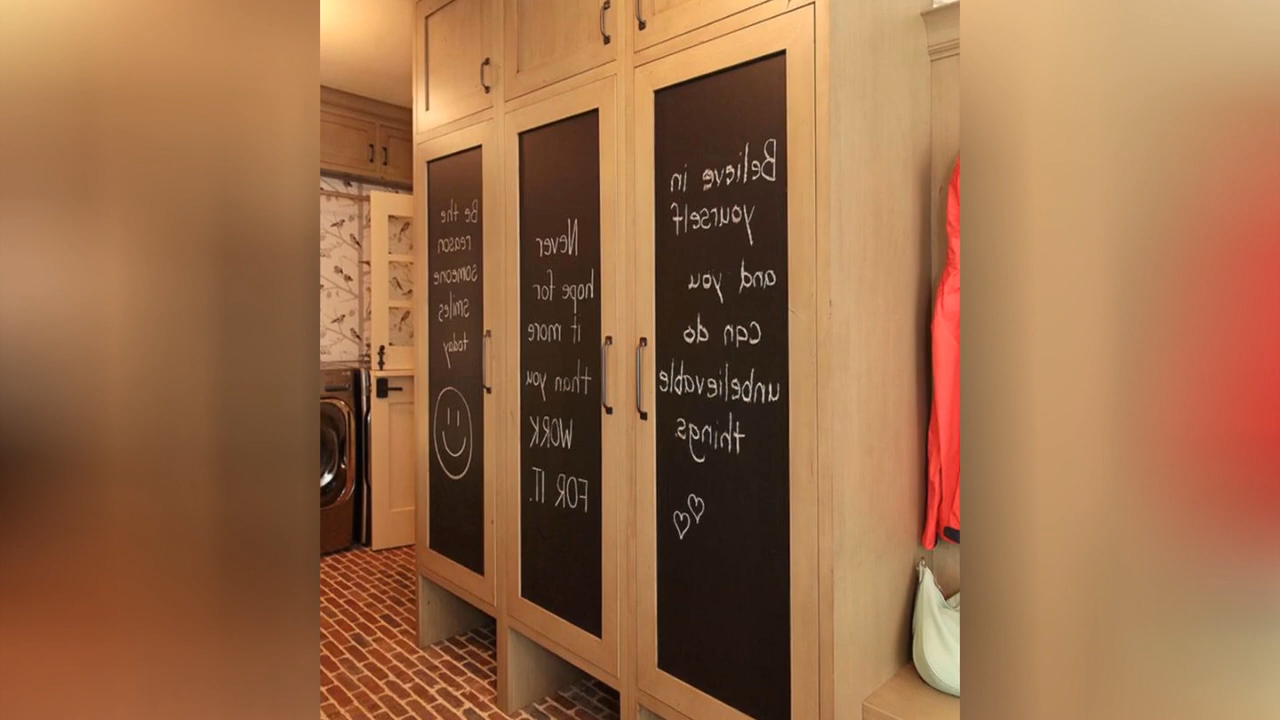 Be the
reason
someone
smiles
today
Never
hope for
it more
than you
WORK
FOR IT.
Believe in
yourself
and you
can do
unbelievable
things.